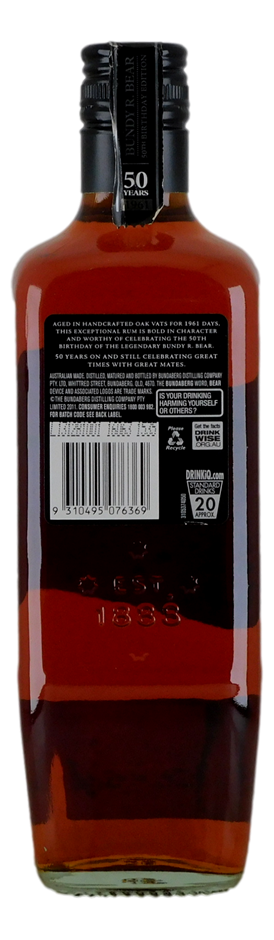 BUNDY R. BEAR
50TH BIRTHDAY EDITION
50
YEARS
AGED IN HANDCRAFTED OAK VATS FOR 1961 DAYS,
THIS EXCEPTIONAL RUM IS BOLD IN CHARACTER
AND WORTHY OF CELEBRATING THE 50TH
BIRTHDAY OF THE LEGENDARY BUNDY R. BEAR.
50 YEARS ON AND STILL CELEBRATING GREAT
TIMES WITH GREAT MATES.
AUSTRALIAN MADE, DISTILLED, MATURED AND BOTTLED BY BUNDABERG DISTILLING COMPANY
PTY. LTD, WHITTRED STREET, BUNDABERG, QLD, 4670. THE BUNDABERG WORD, BEAR
DEVICE AND ASSOCIATED LOGOS ARE TRADE MARKS.
© THE BUNDABERG DISTILLING COMPANY PTY
LIMITED 2011. CONSUMER ENQUIRIES 1800 803 982.
FOR BATCH CODE SEE BACK LABEL.
IS YOUR DRINKING
HARMING YOURSELF
OR OTHERS?
Please
Recycle
Get the facts
DRINK
WISE
ORG.AU
DRiNKiQ.com
STANDARD
DRINKS
20
APPROX.
9 310495 076369
EST.
1888